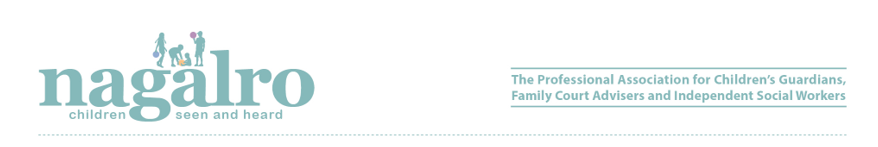 nagalro
children seen and heard
The Professional Association for Children's Guardians,
Family Court Advisers and Independent Social Workers